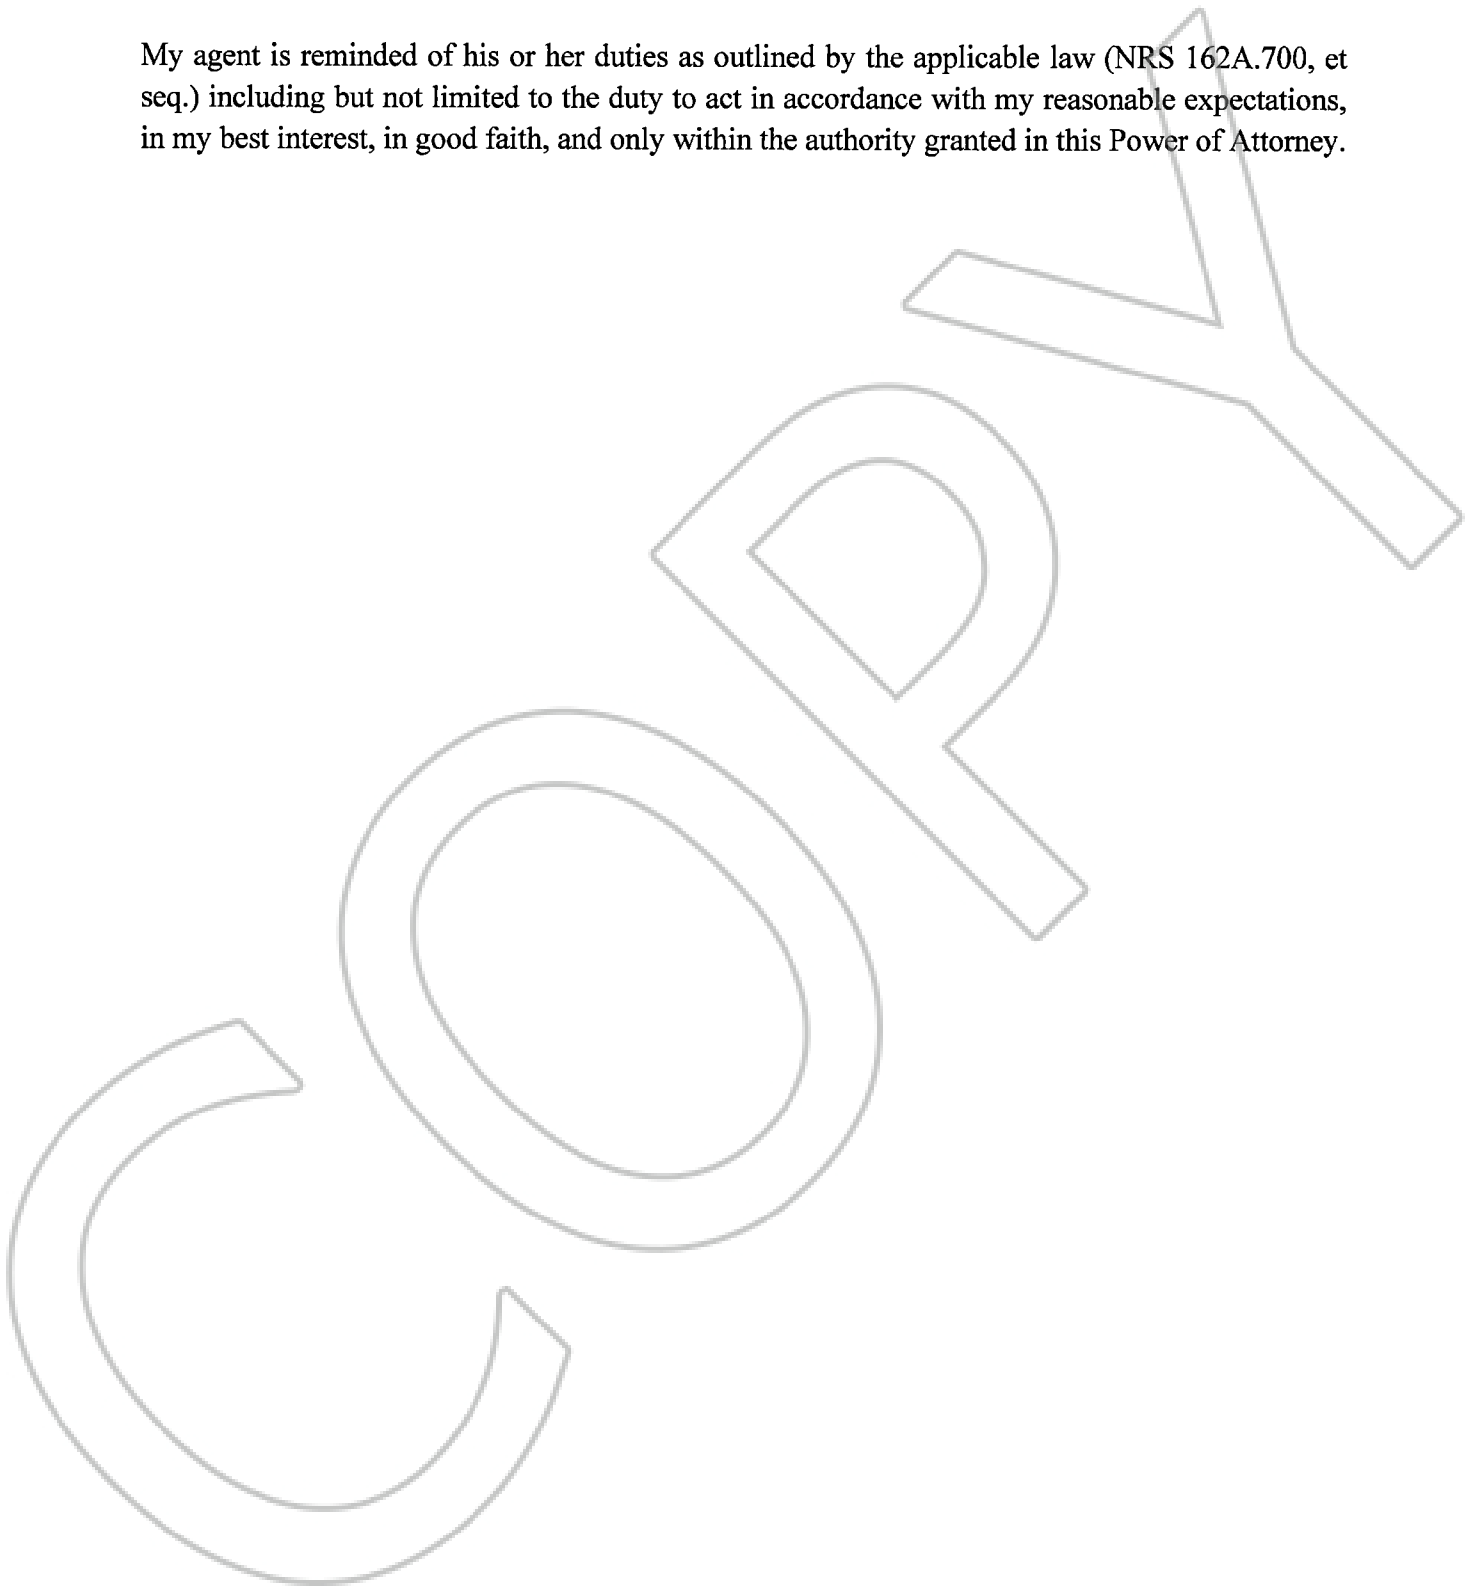 My agent is reminded of his or her duties as outlined by the applicable law (NRS 162A.700, et
seq.) including but not limited to the duty to act in accordance with my reasonable expectations,
in my best interest, in good faith, and only within the authority granted in this Power of Attorney.
COPY